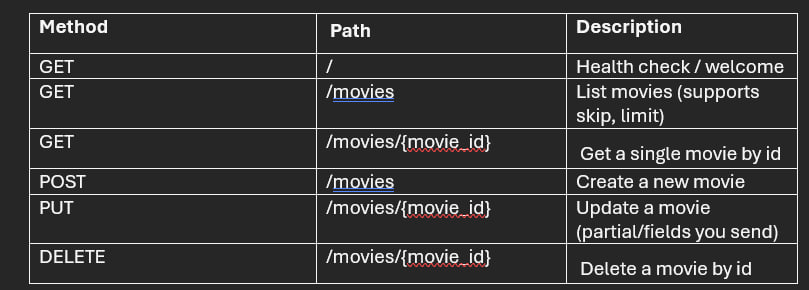 Method Path Description
GET / Health check / welcome
GET /movies List movies (supports
skip, limit)
GET /movies/{movie_id} Get a single movie by id
POST /movies Create a new movie
PUT /movies/{movie_id} Update a movie
(partial/fields you send)
DELETE /movies/{movie_id} Delete a movie by id